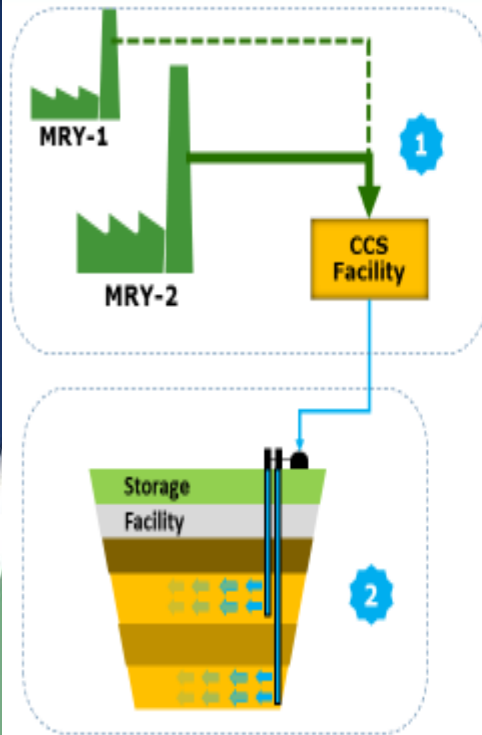 MRY-1
1
MRY-2
CCS
Facility
Storage
Facility
2